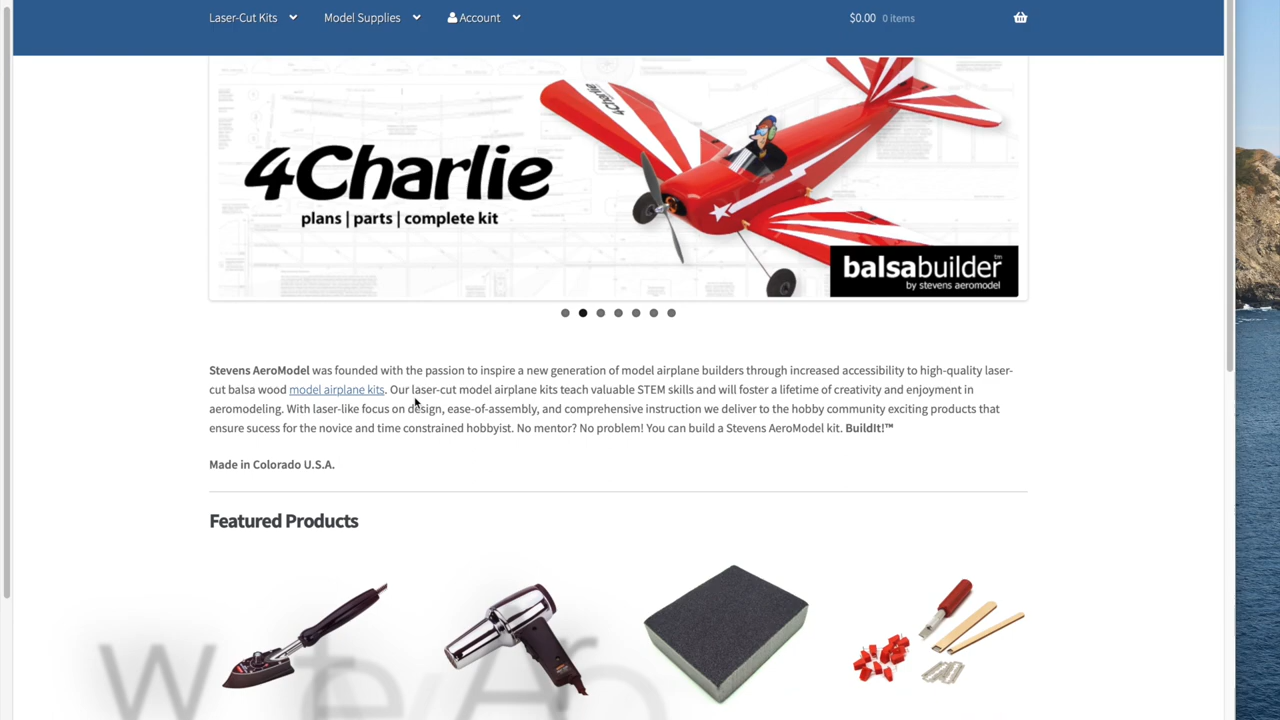 Laser-Cut Kits Model Supplies Account $0.00 0 items
4Charlie
4Charlie
plans | parts | complete kit
balsabuilder™
by stevens aeromodel
Stevens AeroModel was founded with the passion to inspire a new generation of model airplane builders through increased accessibility to high-quality laser-
cut balsa wood model airplane kits. Our laser-cut model airplane kits teach valuable STEM skills and will foster a lifetime of creativity and enjoyment in
aeromodeling. With laser-like focus on design, ease-of-assembly, and comprehensive instruction we deliver to the hobby community exciting products that
ensure sucess for the novice and time constrained hobbyist. No mentor? No problem! You can build a Stevens AeroModel kit. BuildIt!™
Made in Colorado U.S.A.
Featured Products